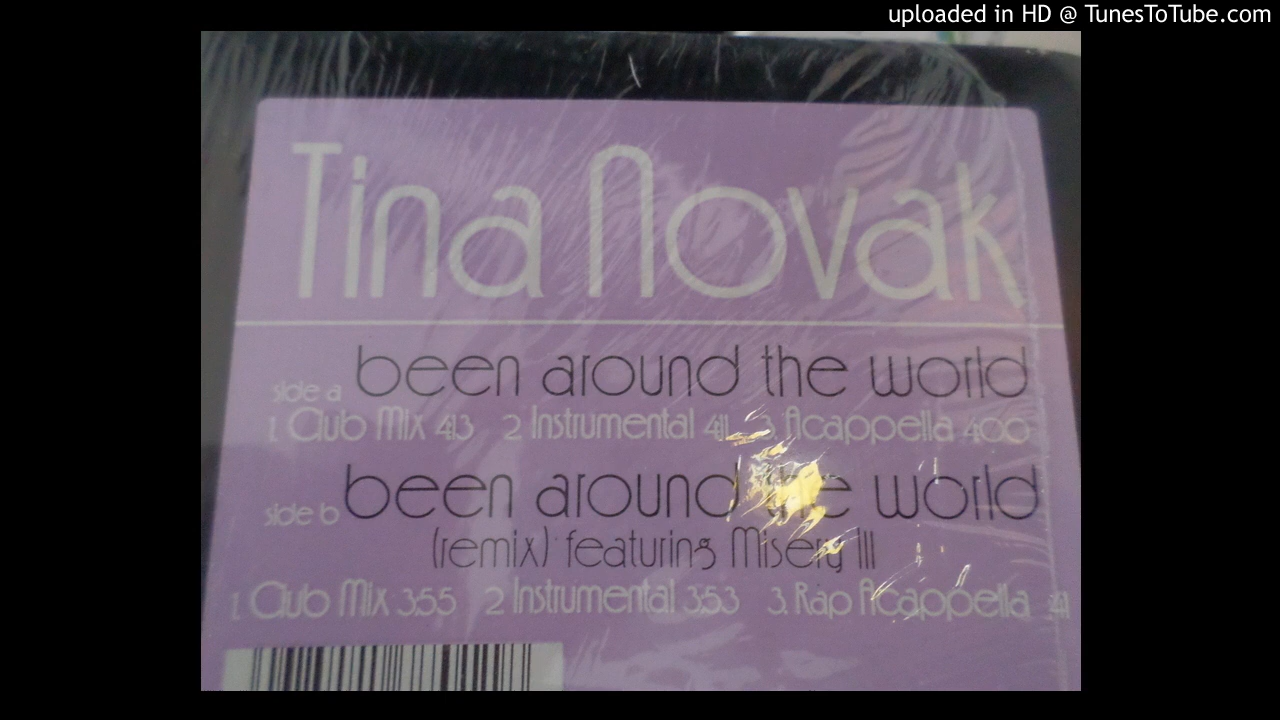 uploaded in HD @ TunesToTube.com
Tina Novak
side a been around the world
1. Club Mix 4:13 2 Instrumental 4:11 3. Acappella 4:00
side b been around the world
(remix) featuring Misery III
1. Club Mix 3:55 2 Instrumental 3:53 3. Rap Acappella